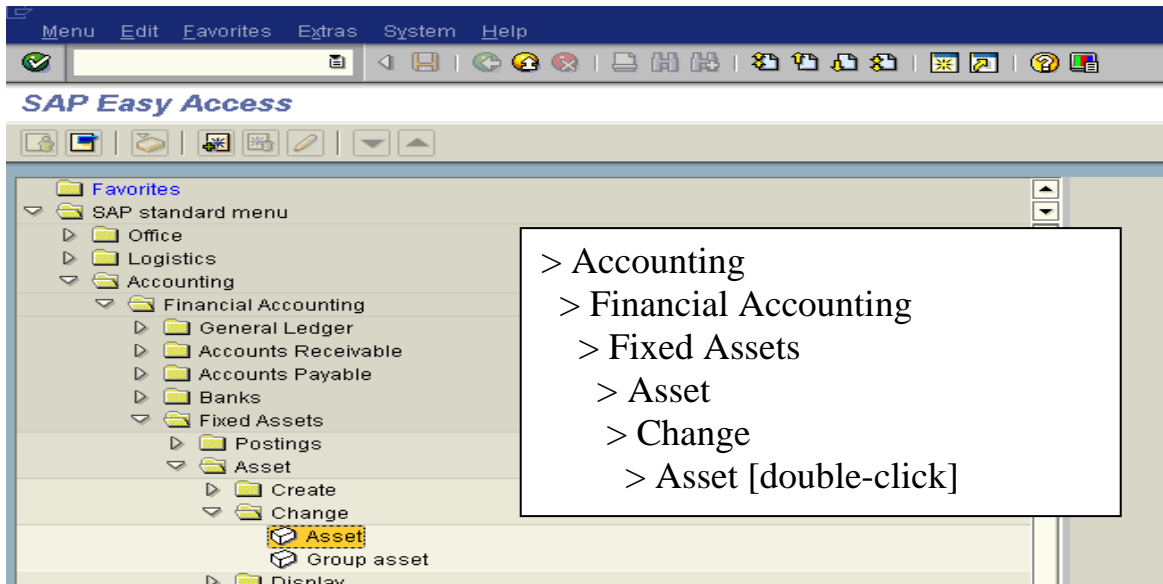 Menu Edit Favorites Extras System Help
SAP Easy Access
Favorites
SAP standard menu
Office
Logistics
Accounting
Financial Accounting
General Ledger
Accounts Receivable
Accounts Payable
Banks
Fixed Assets
Postings
Asset
Create
Change
Asset
Group asset
Display
> Accounting
> Financial Accounting
> Fixed Assets
> Asset
> Change
> Asset [double-click]